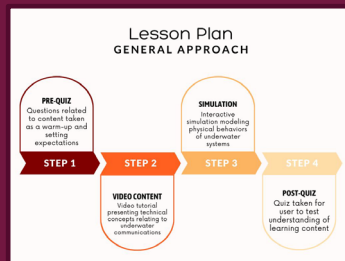 Lesson Plan
GENERAL APPROACH
PRE-QUIZ
Questions related
to content taken
as a warm-up and
setting
expectations
SIMULATION
Interactive
simulation modeling
physical behaviors
of underwater
systems
STEP 1
STEP 2
STEP 3
STEP 4
VIDEO CONTENT
Video tutorial
presenting technical
concepts relating to
underwater
communications
POST-QUIZ
Quiz taken for
user to test
understanding of
learning content